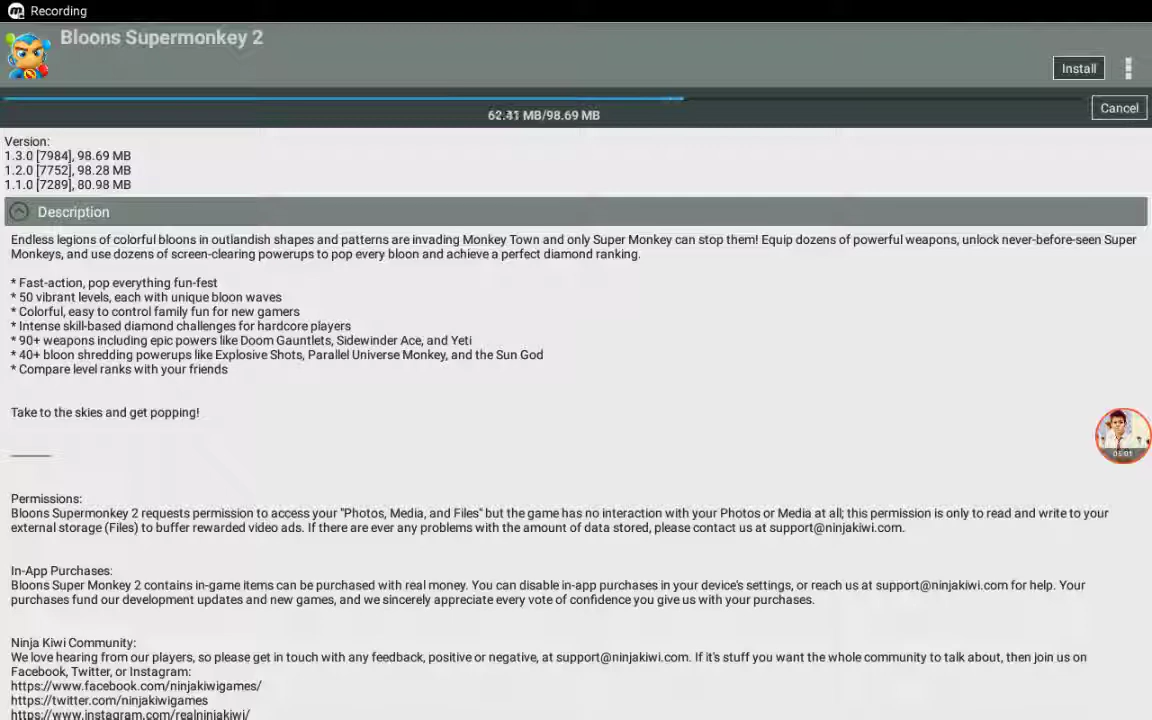 Recording
Bloons Supermonkey 2
Install
62.41 MB/98.69 MB
Cancel
Version:
1.3.0 [7984], 98.69 MB
1.2.0 [7752], 98.28 MB
1.1.0 [7289], 80.98 MB
Description
Endless legions of colorful bloons in outlandish shapes and patterns are invading Monkey Town and only Super Monkey can stop them! Equip dozens of powerful weapons, unlock never-before-seen Super
Monkeys, and use dozens of screen-clearing powerups to pop every bloon and achieve a perfect diamond ranking.
* Fast-action, pop everything fun-fest
* 50 vibrant levels, each with unique bloon waves
* Colorful, easy to control family fun for new gamers
* Intense skill-based diamond challenges for hardcore players
* 90+ weapons including epic powers like Doom Gauntlets, Sidewinder Ace, and Yeti
* 40+ bloon shredding powerups like Explosive Shots, Parallel Universe Monkey, and the Sun God
* Compare level ranks with your friends
Take to the skies and get popping!
05:01
Permissions:
Bloons Supermonkey 2 requests permission to access your "Photos, Media, and Files" but the game has no interaction with your Photos or Media at all; this permission is only to read and write to your
external storage (Files) to buffer rewarded video ads. If there are ever any problems with the amount of data stored, please contact us at support@ninjakiwi.com.
In-App Purchases:
Bloons Super Monkey 2 contains in-game items can be purchased with real money. You can disable in-app purchases in your device's settings, or reach us at support@ninjakiwi.com for help. Your
purchases fund our development updates and new games, and we sincerely appreciate every vote of confidence you give us with your purchases.
Ninja Kiwi Community:
We love hearing from our players, so please get in touch with any feedback, positive or negative, at support@ninjakiwi.com. If it's stuff you want the whole community to talk about, then join us on
Facebook, Twitter, or Instagram:
https://www.facebook.com/ninjakiwigames/
https://twitter.com/ninjakiwigames
https://www.instagram.com/realninjakiwi/